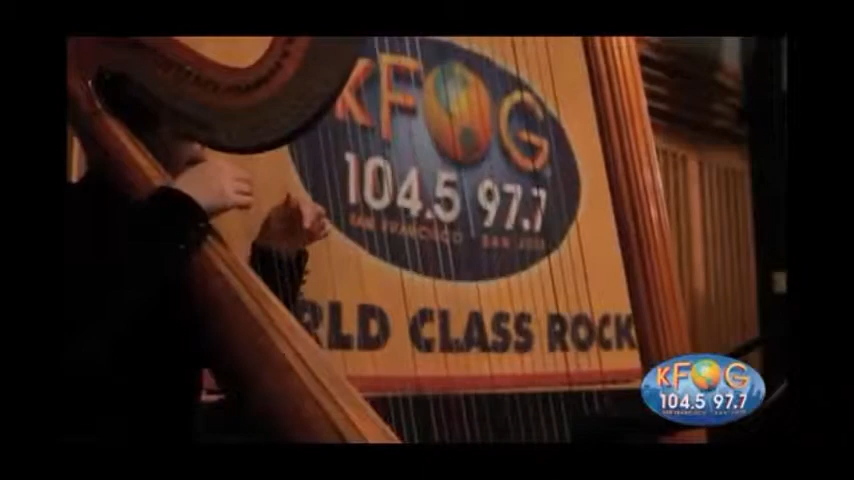 KFOG
104.5 97.7
SAN FRANCISCO SAN JOSE
RLD CLASS ROCK
KFOG
104.5 97.7